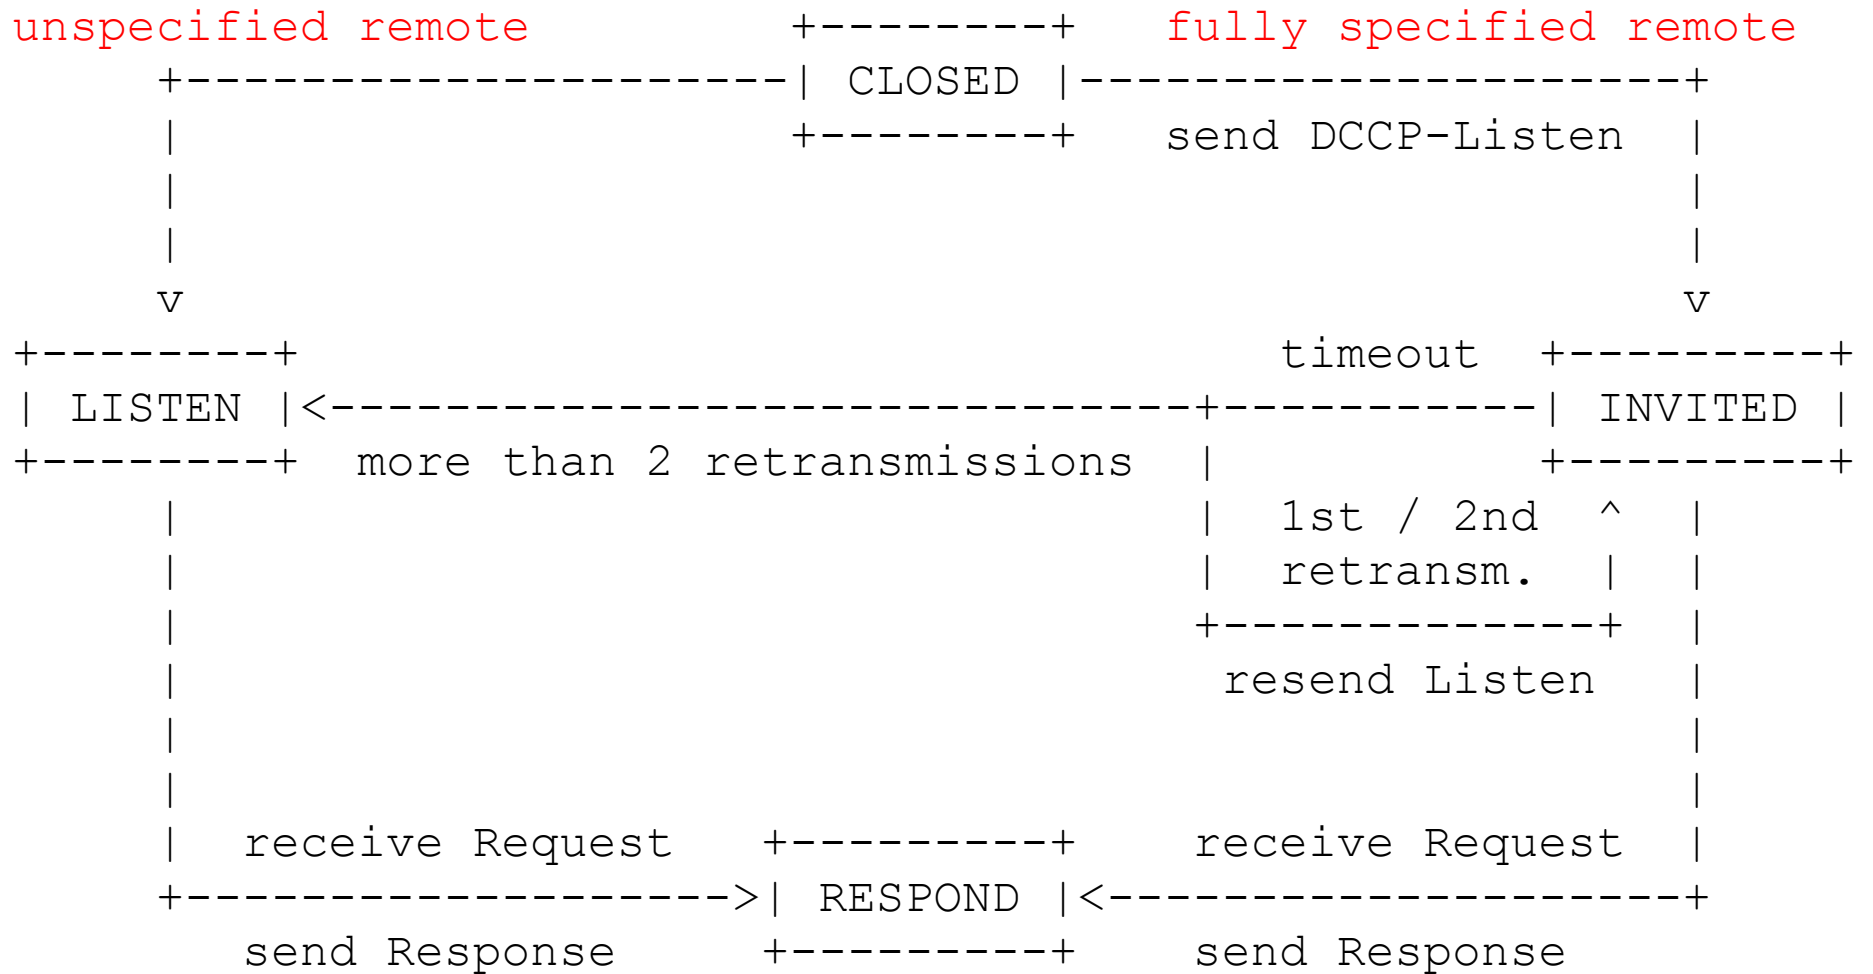 unspecified remote          +--------+   fully specified remote
     +---------------------| CLOSED |---------------------+
     |                     +--------+   send DCCP-Listen  |
     |                                                    |
     |                                                    |
     v                                                    v
+--------+                                  timeout  +---------+
| LISTEN |<------------------------------+-----------| INVITED |
+--------+  more than 2 retransmissions  |           +---------+
     |                                   |  1st / 2nd  ^  |
     |                                   |  retransm.  |  |
     |                                   +-------------+  |
     |                                    resend Listen   |
     |                                                    |
     |                                                    |
     |  receive Request   +---------+    receive Request  |
     +------------------->| RESPOND |<--------------------+
        send Response     +---------+    send Response